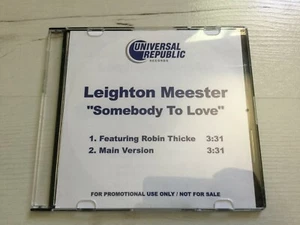 UNIVERSAL
REPUBLIC
RECORDS
Leighton Meester
"Somebody To Love"
1. Featuring Robin Thicke 3:31
2. Main Version 3:31
FOR PROMOTIONAL USE ONLY / NOT FOR SALE